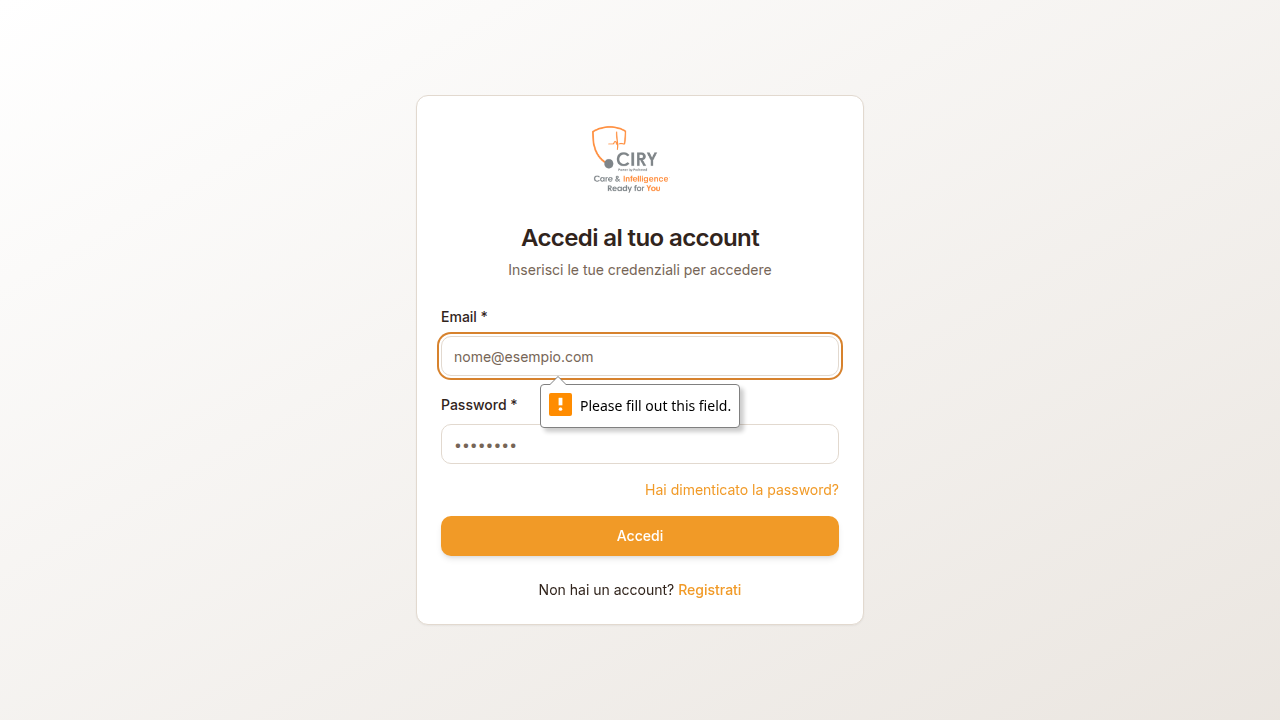 CIRY
Care & Intelligence
Ready for You
Accedi al tuo account
Inserisci le tue credenziali per accedere
Email *
nome@esempio.com
Password *
Please fill out this field.
••••••••
Hai dimenticato la password?
Accedi
Non hai un account? Registrati